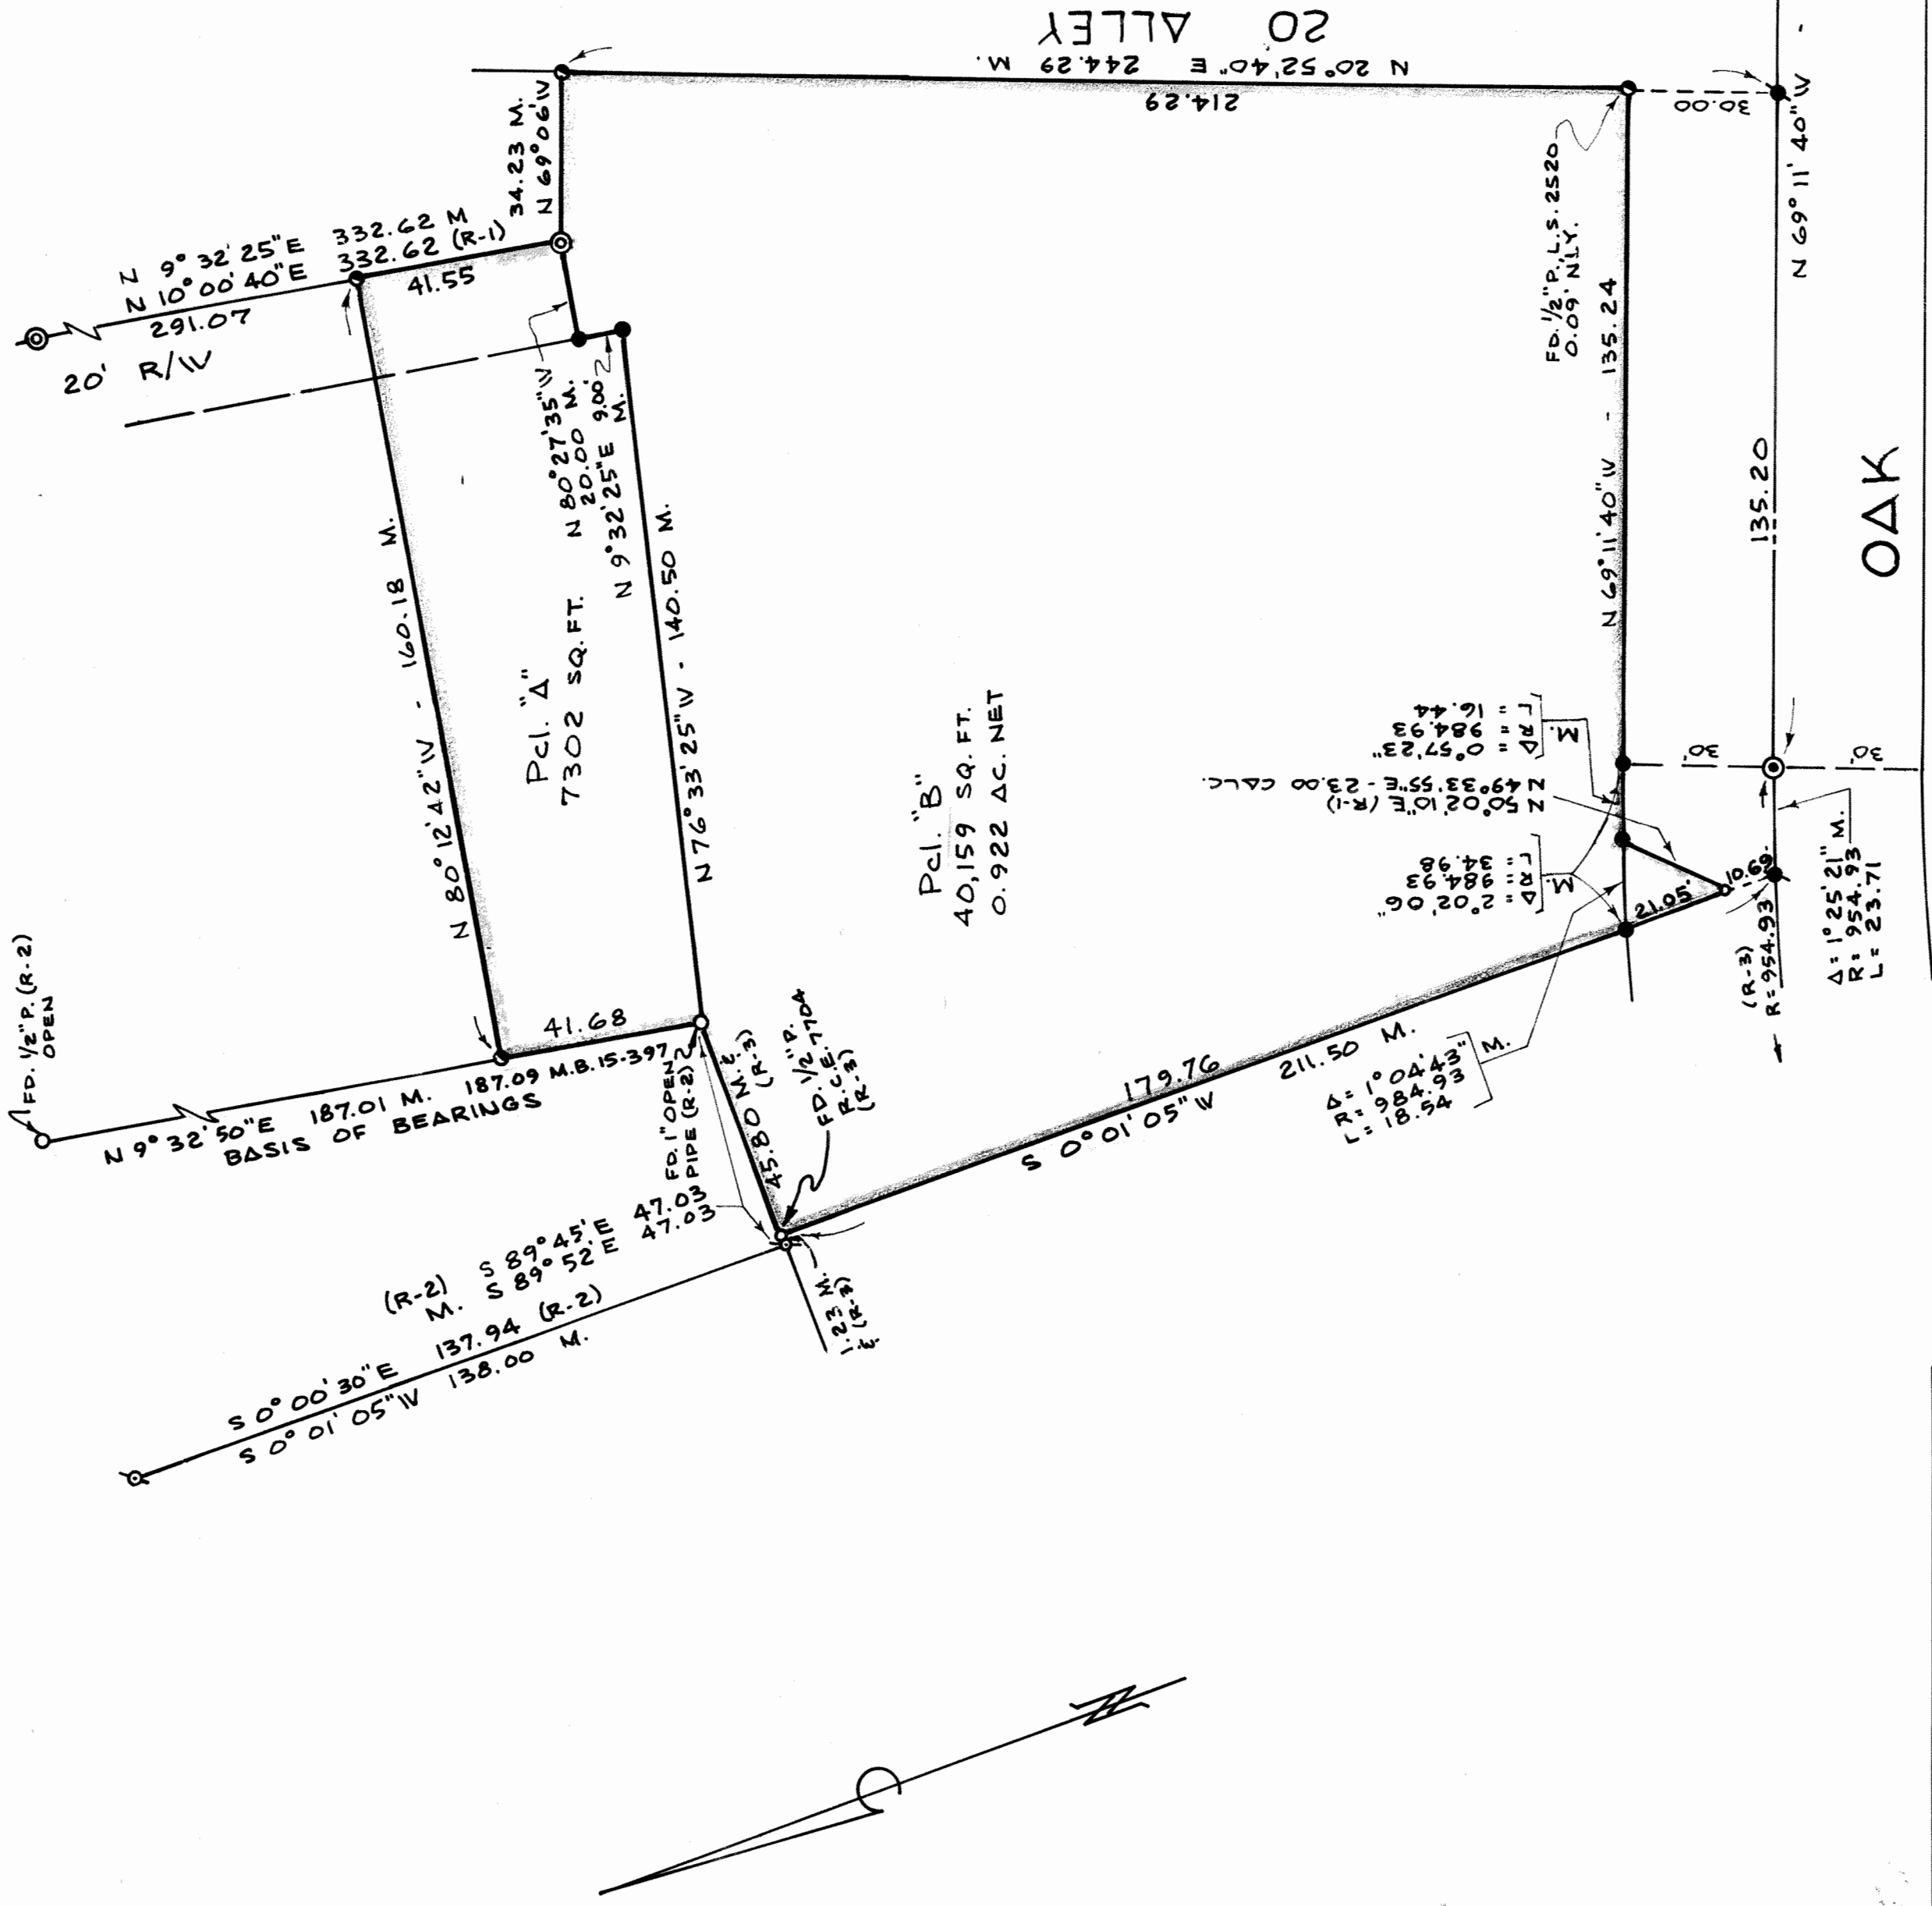 20' ALLEY
N 20°52'40"E 244.29 M.
214.29
34.23 M.
N 69°06' W
N 9°32'25"E 332.62 M
N 10°00'40"E 332.62 (R-1)
41.55
291.07
20' R/W
N 80°27'35"W
20.00 M.
N 9°32'25"E 9.00' M.
N 80°12'42"W - 160.18 M.
Pcl. "A"
7302 SQ.FT.
N 76°33'25"W - 140.50 M.
Pcl. "B"
40,159 SQ. FT.
0.922 AC. NET
FD. 1/2" P. L.S. 2520
0.09' N'LY.
N 69°11'40"W - 135.24
30.00
N 69°11'40"W -
135.20
OAK
30'
30'
Δ = 0°57'23"
R = 984.93
L = 16.44
M.
N 50°02'10"E (R-1)
N 49°33'55"E - 23.00 CALC.
Δ = 2°02'06"
R = 984.93
L = 34.98
M.
21.05'
10.69
(R-3)
R = 954.93
Δ = 1°25'21"
R = 954.93
L = 23.71
M.
FD. 1/2" P. (R-2)
OPEN
41.68
N 9°32'50"E 187.01 M. 187.09 M.B. 15-397
BASIS OF BEARINGS
FD. 1" OPEN
PIPE (R-2)
45.80 M. &
(R-3)
FD. 1/2" P.
R.C.E. 7704
(R-3)
179.76
211.50 M.
S 0°01'05"W
Δ = 1°04'43"
R = 984.93
L = 18.54
M.
(R-2) S 89°45' E 47.03
M. S 89°52' E 47.03
1.23 M.
& (R-3)
S 0°00'30"E 137.94 (R-2)
S 0°01'05"W 138.00 M.
N